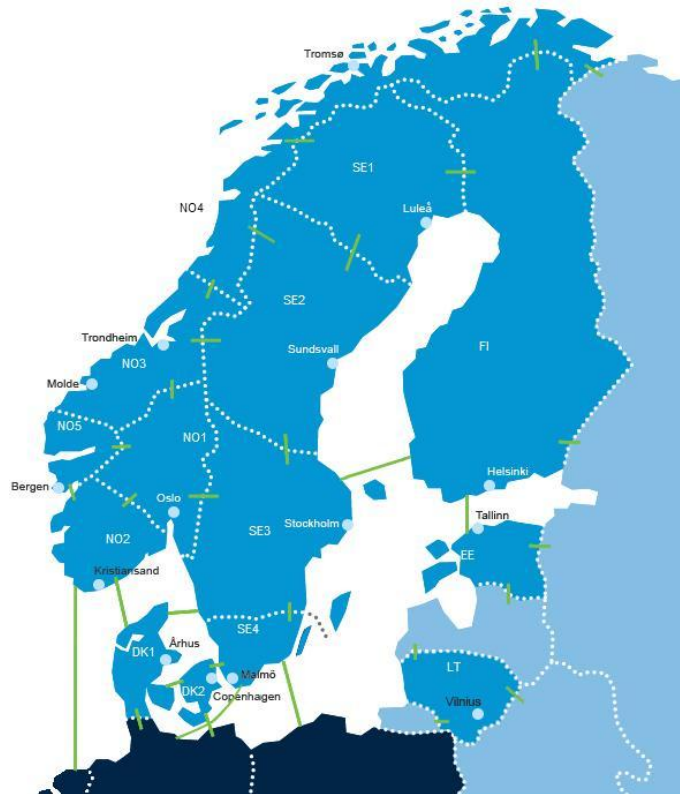 Tromsø
SE1
NO4
Luleå
SE2
Trondheim
FI
Sundsvall
NO3
Molde
NO5
NO1
Bergen
Oslo
Helsinki
Stockholm
SE3
Tallinn
NO2
EE
Kristiansand
SE4
Århus
DK1
LT
Malmö
DK2
Copenhagen
Vilnius